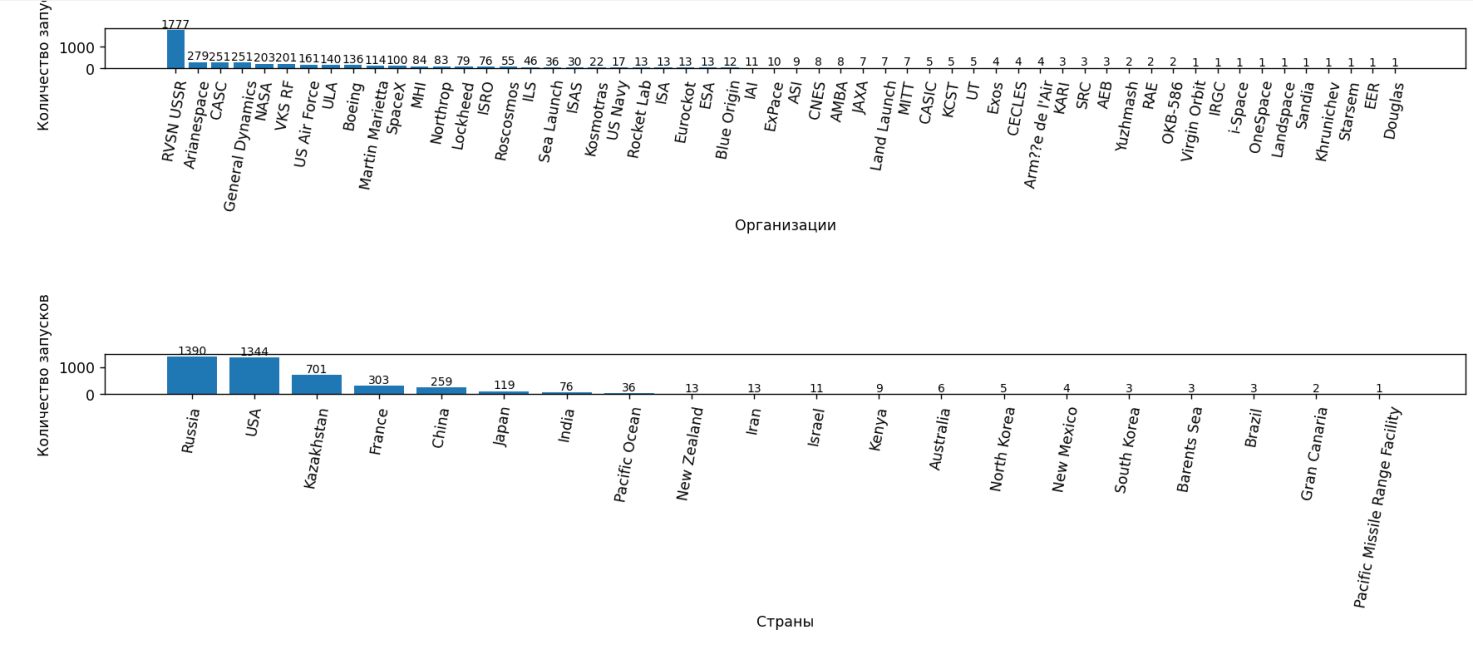 Количество запу
1000
0
1777 279 251 251 203 201 161 140 136 114 100 84 83 79 76 55 46 36 30 22 17 13 13 13 13 12 11 10 9 8 8 7 7 7 5 5 5 4 4 4 3 3 3 2 2 2 1 1 1 1 1 1 1 1 1 1
RVSN USSR
Arianespace
CASC
General Dynamics
NASA
VKS RF
US Air Force
ULA
Boeing
Martin Marietta
SpaceX
MHI
Northrop
Lockheed
ISRO
Roscosmos
ILS
Sea Launch
ISAS
Kosmotras
US Navy
Rocket Lab
ISA
Eurockot
ESA
Blue Origin
IAI
ExPace
ASI
CNES
AMBA
JAXA
Land Launch
MITT
CASIC
KCST
UT
Exos
CECLES
Arm??e de l'Air
KARI
SRC
AEB
Yuzhmash
RAE
OKB-586
Virgin Orbit
IRGC
i-Space
OneSpace
Landspace
Sandia
Khrunichev
Starsem
EER
Douglas
Организации
Количество запусков
1000
0
1390 1344 701 303 259 119 76 36 13 13 11 9 6 5 4 3 3 3 2 1
Russia
USA
Kazakhstan
France
China
Japan
India
Pacific Ocean
New Zealand
Iran
Israel
Kenya
Australia
North Korea
New Mexico
South Korea
Barents Sea
Brazil
Gran Canaria
Pacific Missile Range Facility
Страны